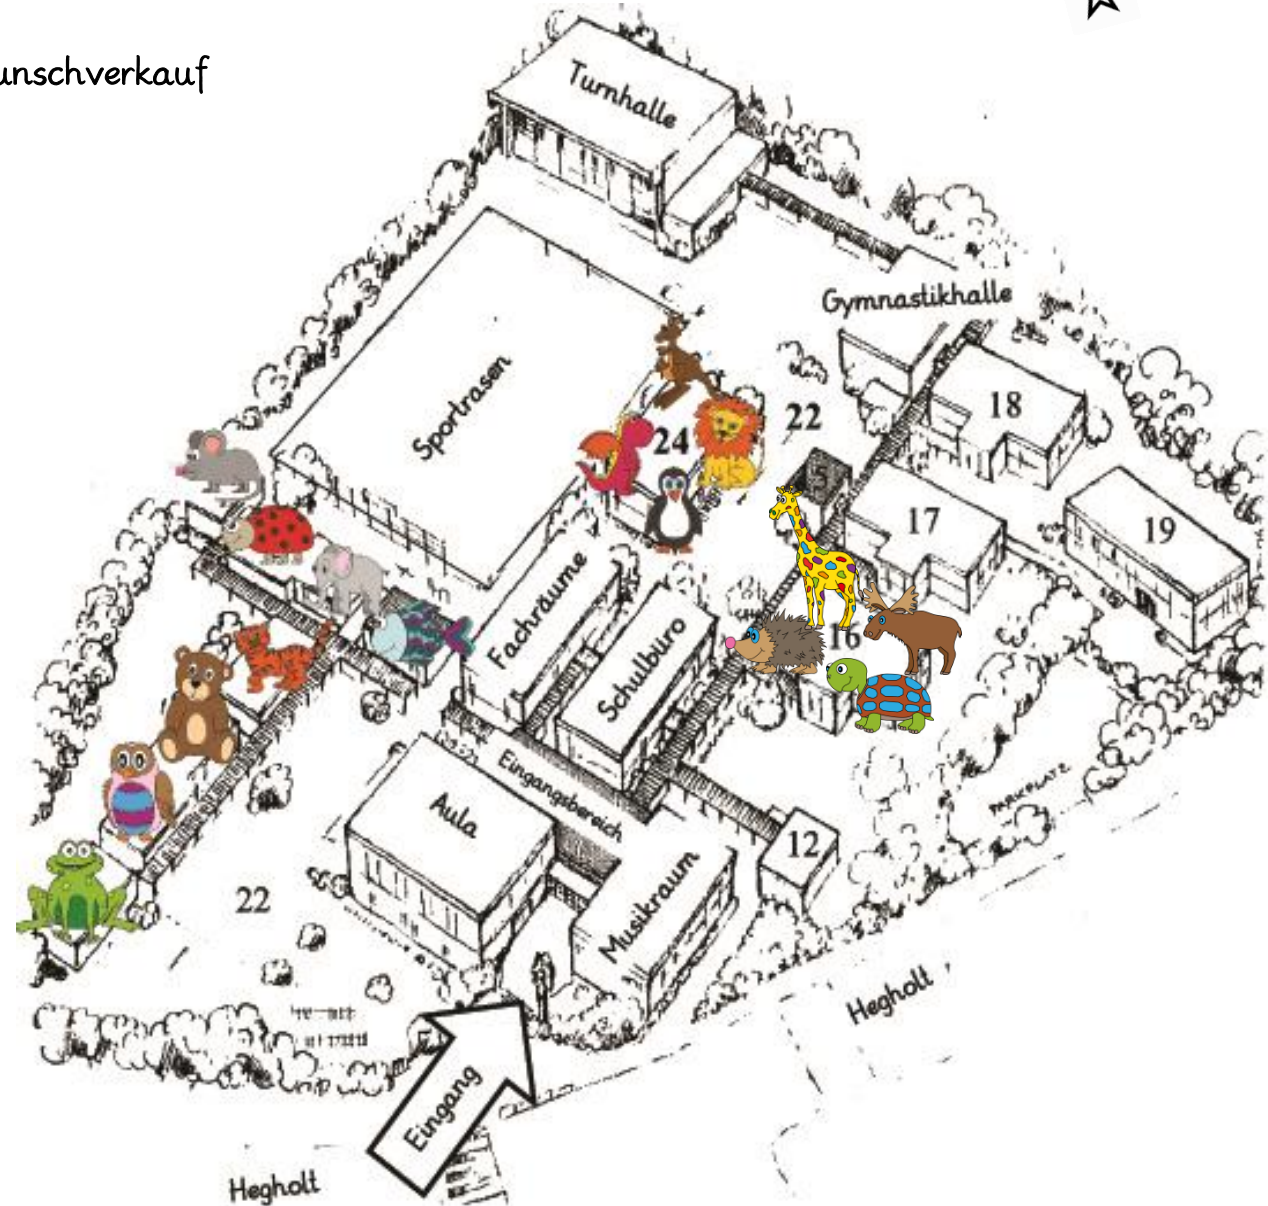 unschverkauf
Turnhalle
Gymnastikhalle
Sportrasen
18
22
24
17
19
Fachräume
16
Schulbüro
Eingangsbereich
PARKPLATZ
Aula
12
Musikraum
22
Hegholt
Eingang
Hegholt